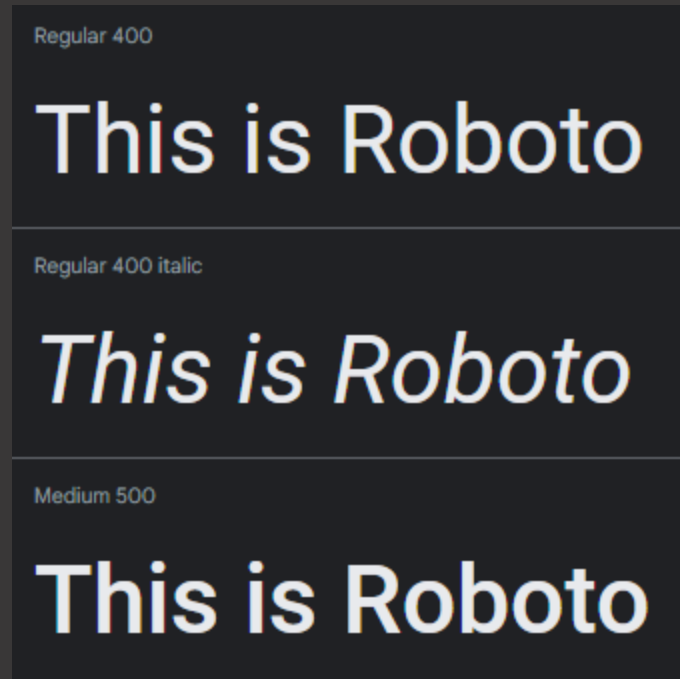 Regular 400
This is Roboto
Regular 400 italic
This is Roboto
Medium 500
This is Roboto